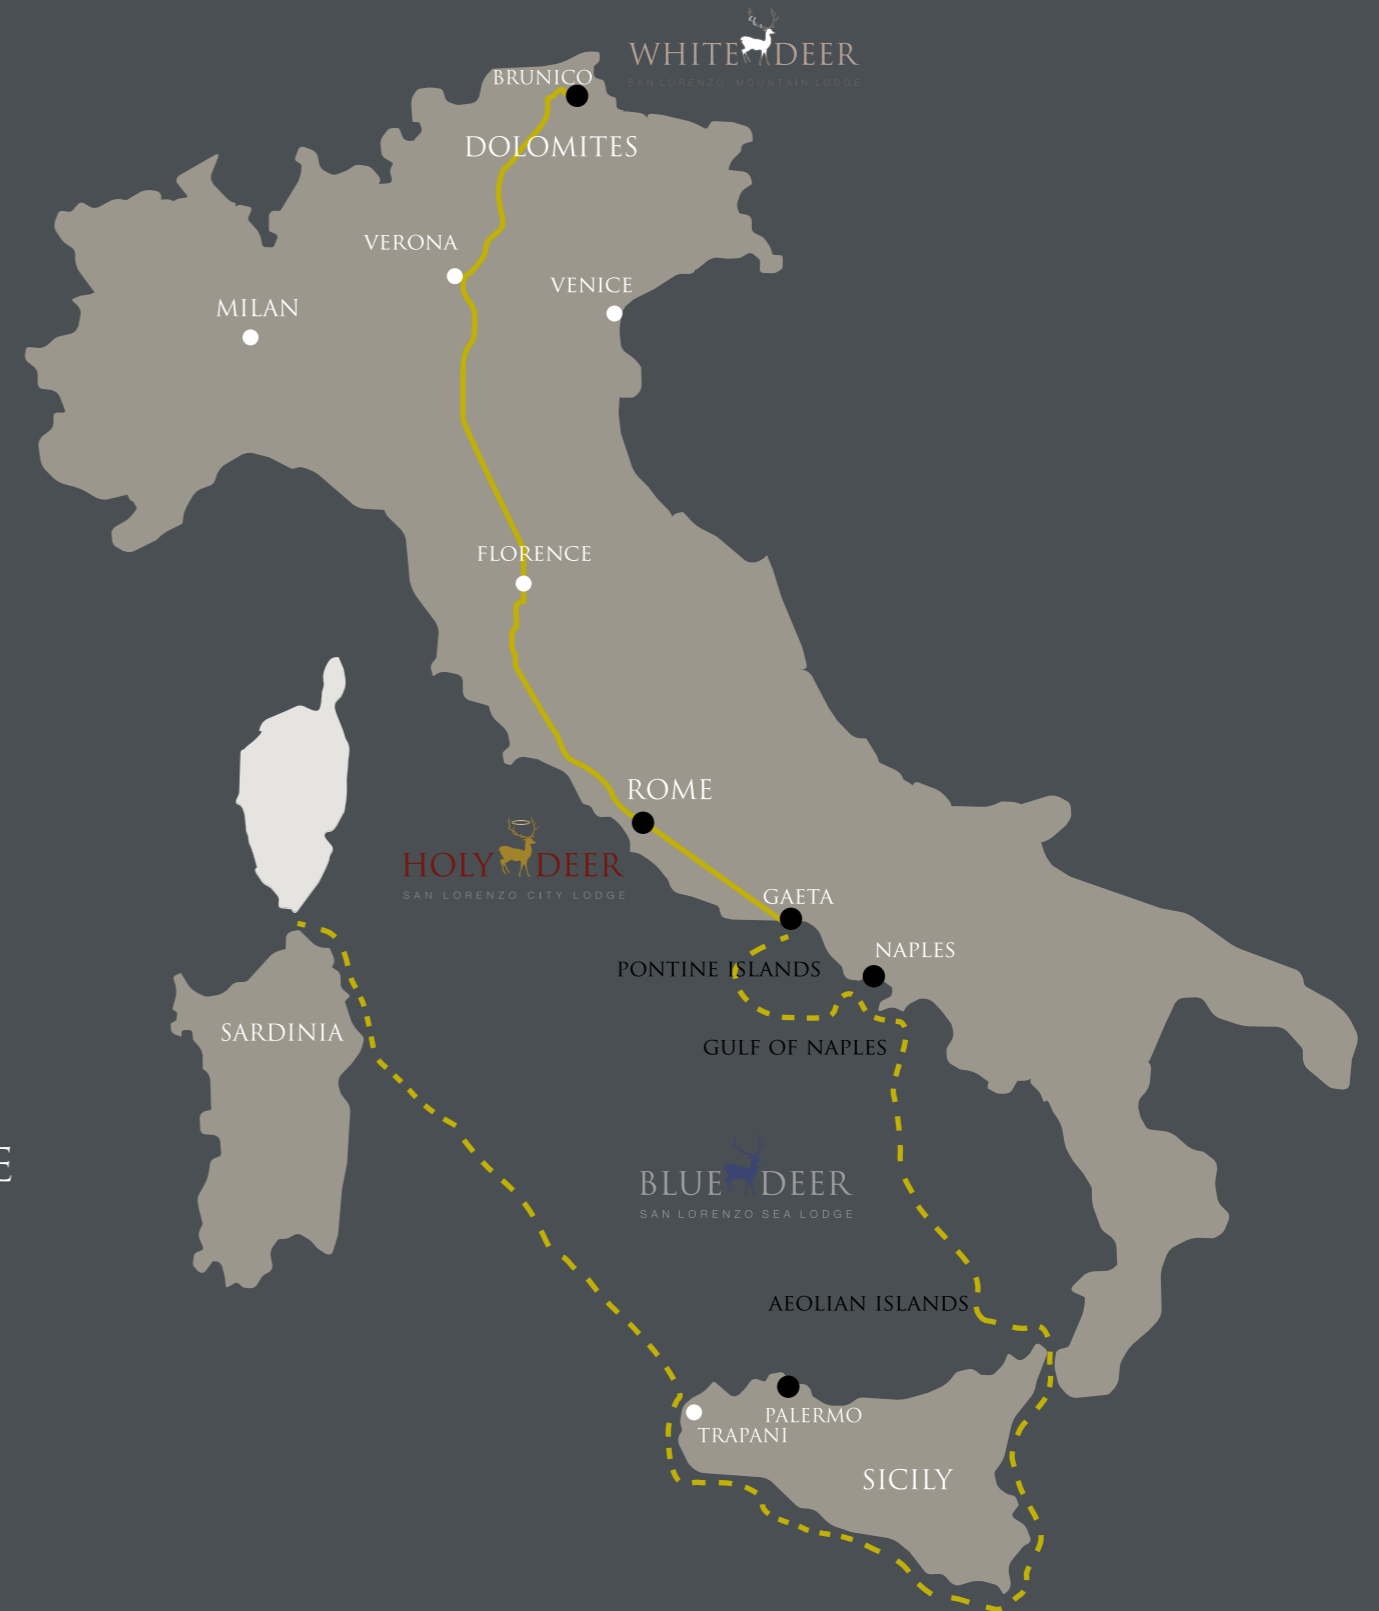 WHITE DEER
SAN LORENZO MOUNTAIN LODGE
BRUNICO
DOLOMITES
VERONA
VENICE
MILAN
FLORENCE
ROME
HOLY DEER
SAN LORENZO CITY LODGE
GAETA
NAPLES
PONTINE ISLANDS
SARDINIA
GULF OF NAPLES
E
BLUE DEER
SAN LORENZO SEA LODGE
AEOLIAN ISLANDS
PALERMO
TRAPANI
SICILY